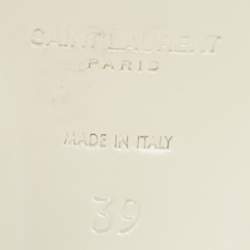 SAINT LAURENT
PARIS
MADE IN ITALY
39